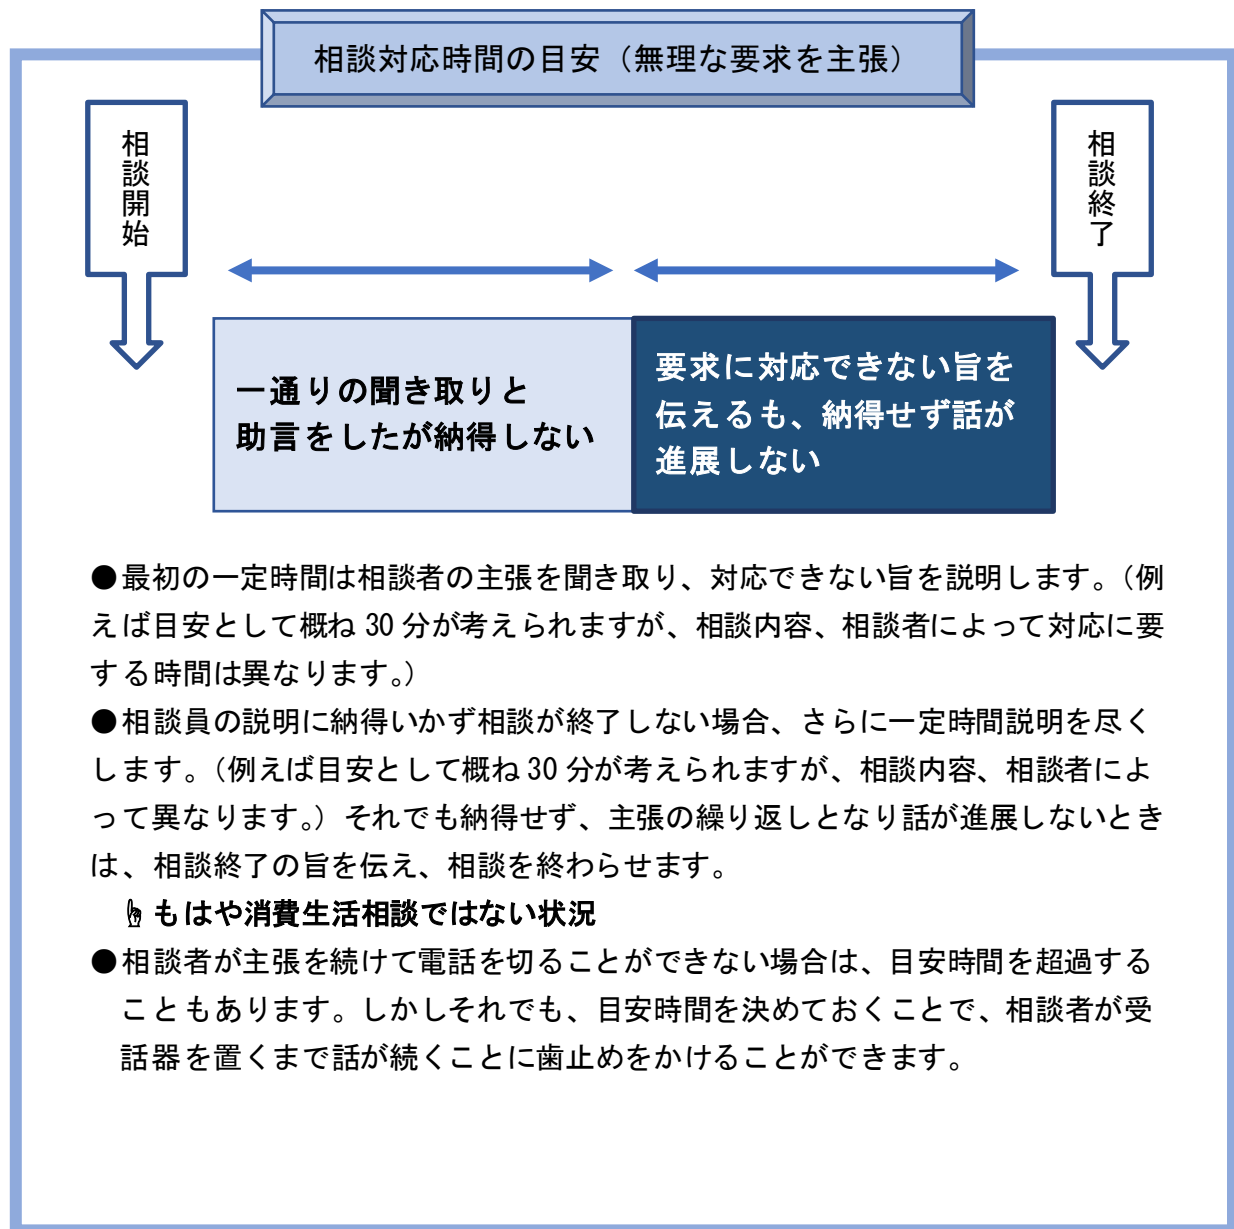 相談対応時間の目安（無理な要求を主張）
相談開始
相談終了
一通りの聞き取りと
助言をしたが納得しない
要求に対応できない旨を
伝えるも、納得せず話が
進展しない
●最初の一定時間は相談者の主張を聞き取り、対応できない旨を説明します。（例
えば目安として概ね 30 分が考えられますが、相談内容、相談者によって対応に要
する時間は異なります。）
●相談員の説明に納得いかず相談が終了しない場合、さらに一定時間説明を尽く
します。（例えば目安として概ね 30 分が考えられますが、相談内容、相談者によ
って異なります。）それでも納得せず、主張の繰り返しとなり話が進展しないとき
は、相談終了の旨を伝え、相談を終わらせます。
☝もはや消費生活相談ではない状況
●相談者が主張を続けて電話を切ることができない場合は、目安時間を超過する
こともあります。しかしそれでも、目安時間を決めておくことで、相談者が受
話器を置くまで話が続くことに歯止めをかけることができます。